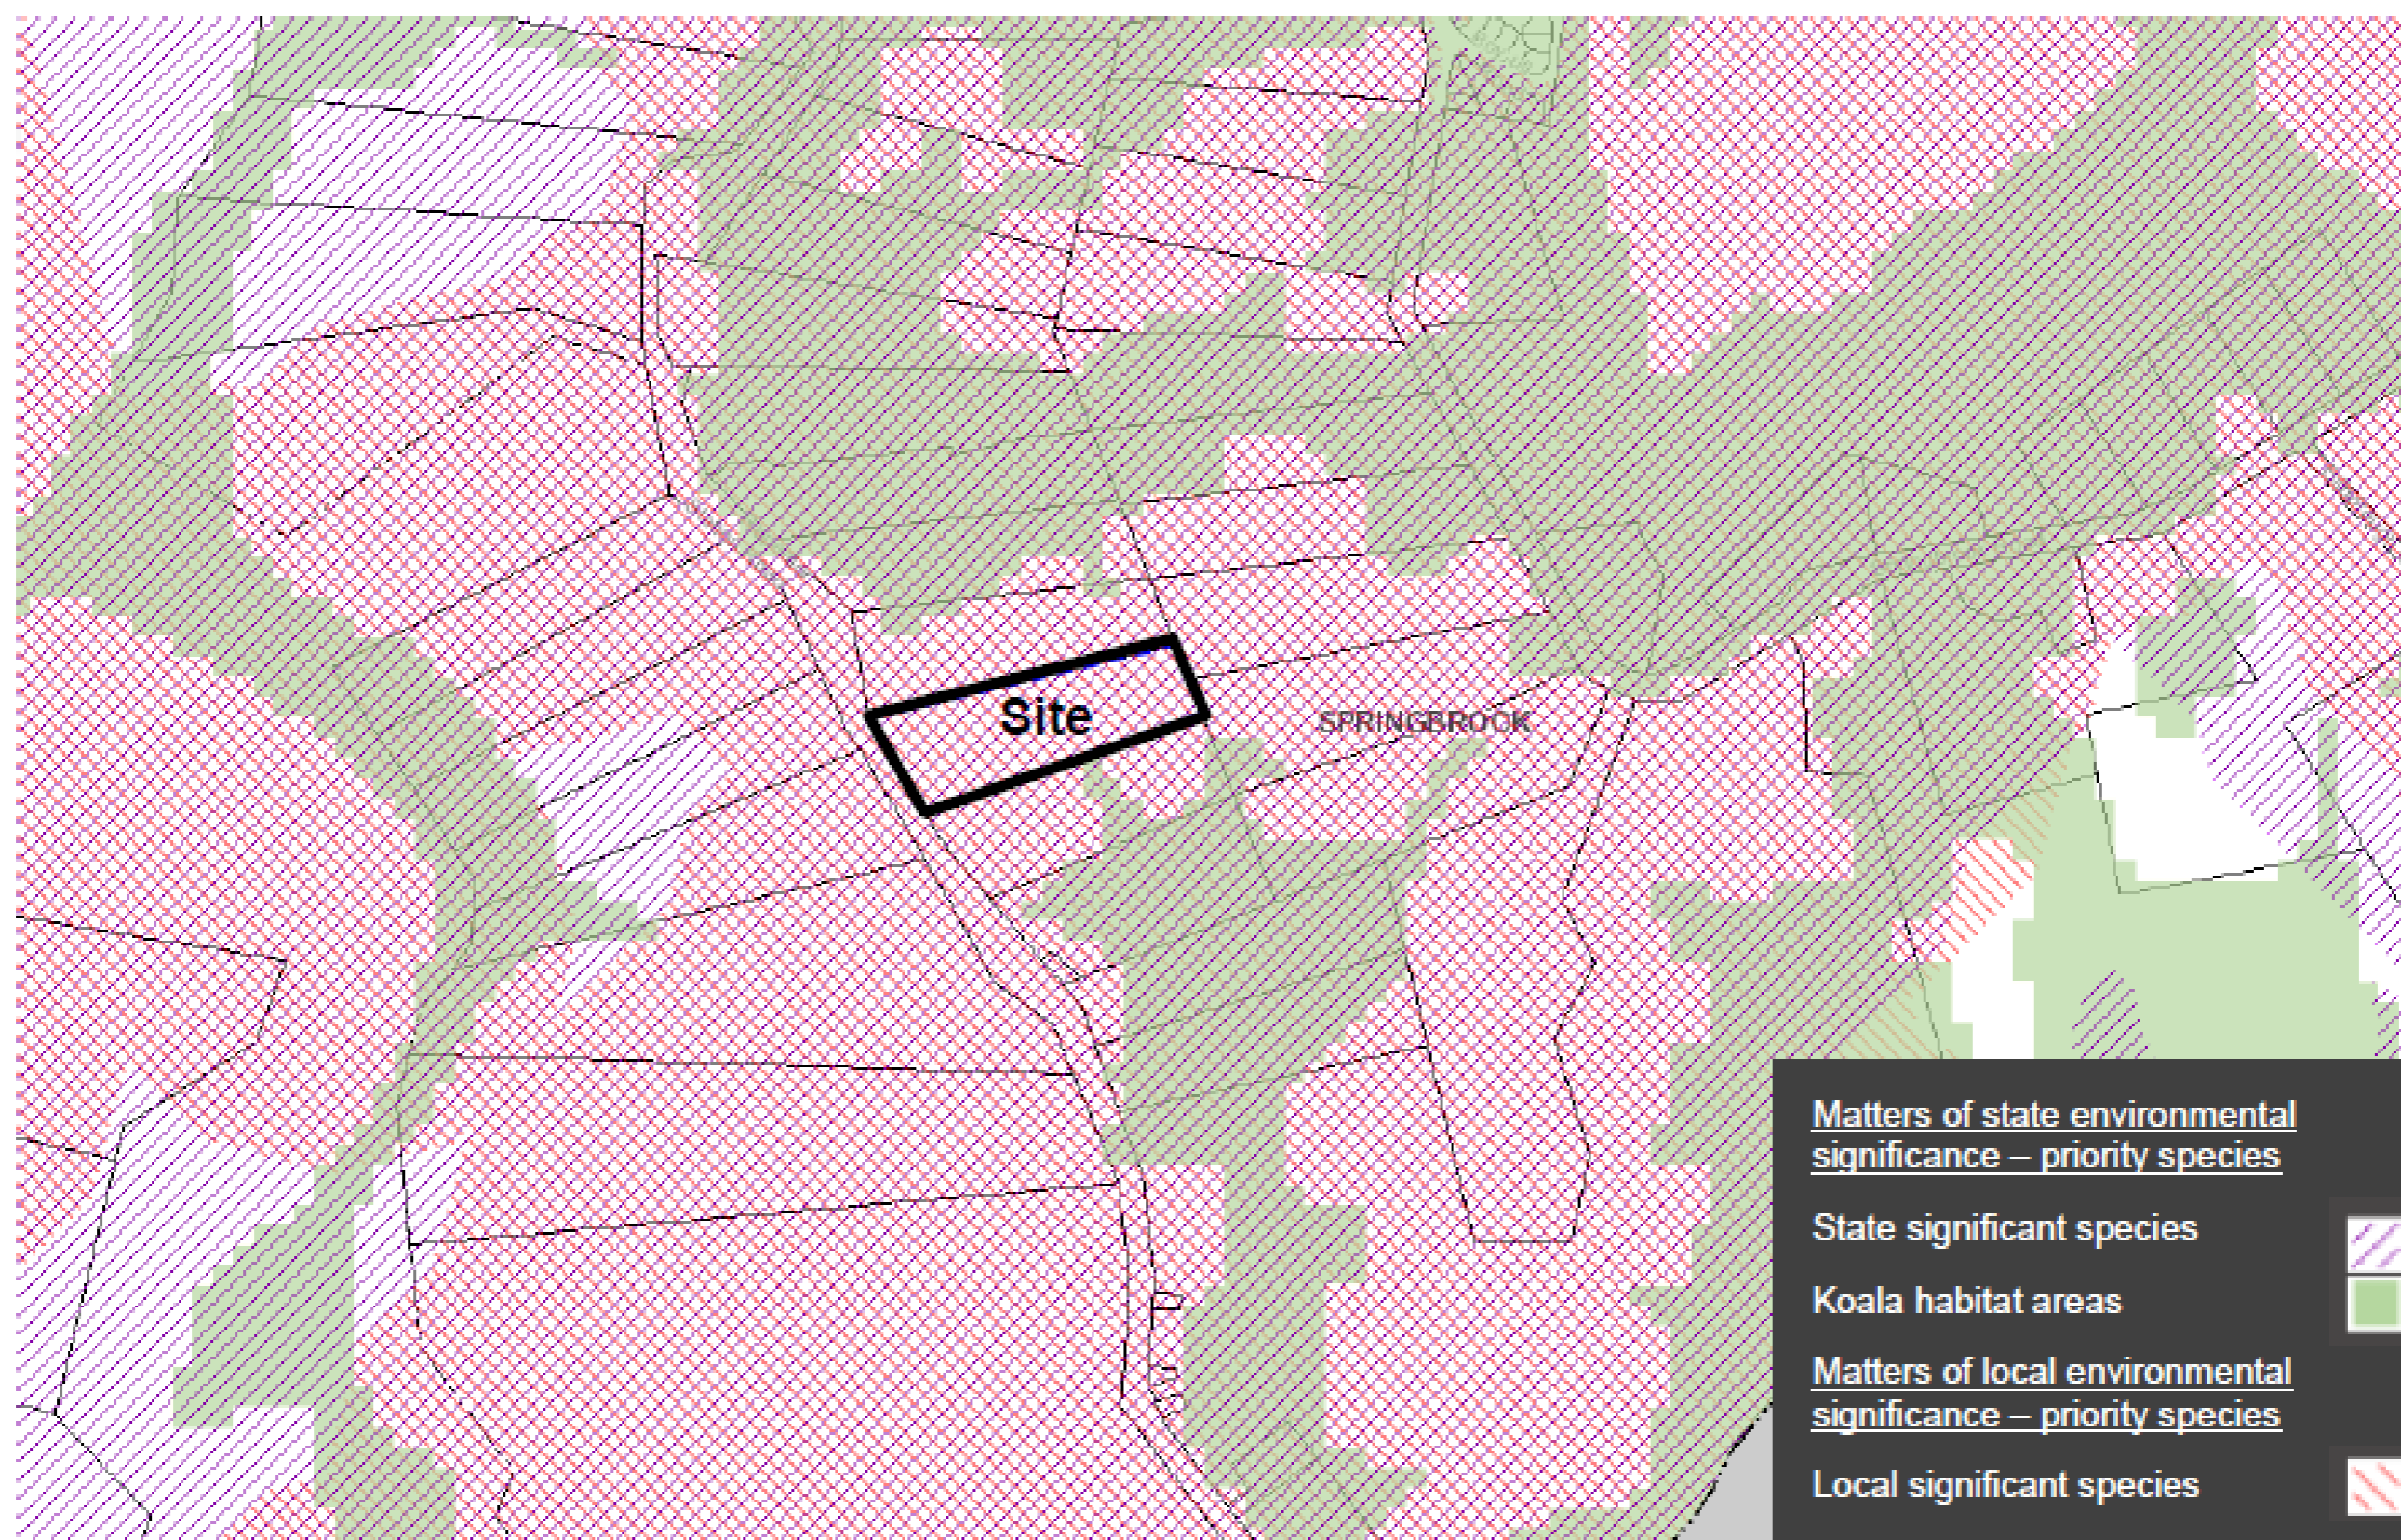 Site
SPRINGBROOK
Matters of state environmental
significance – priority species
State significant species
Koala habitat areas
Matters of local environmental
significance – priority species
Local significant species